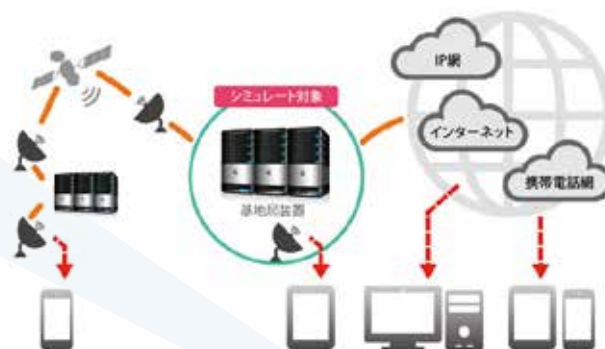 シミュレート対象
基地局装置
IP網
インターネット
携帯電話網